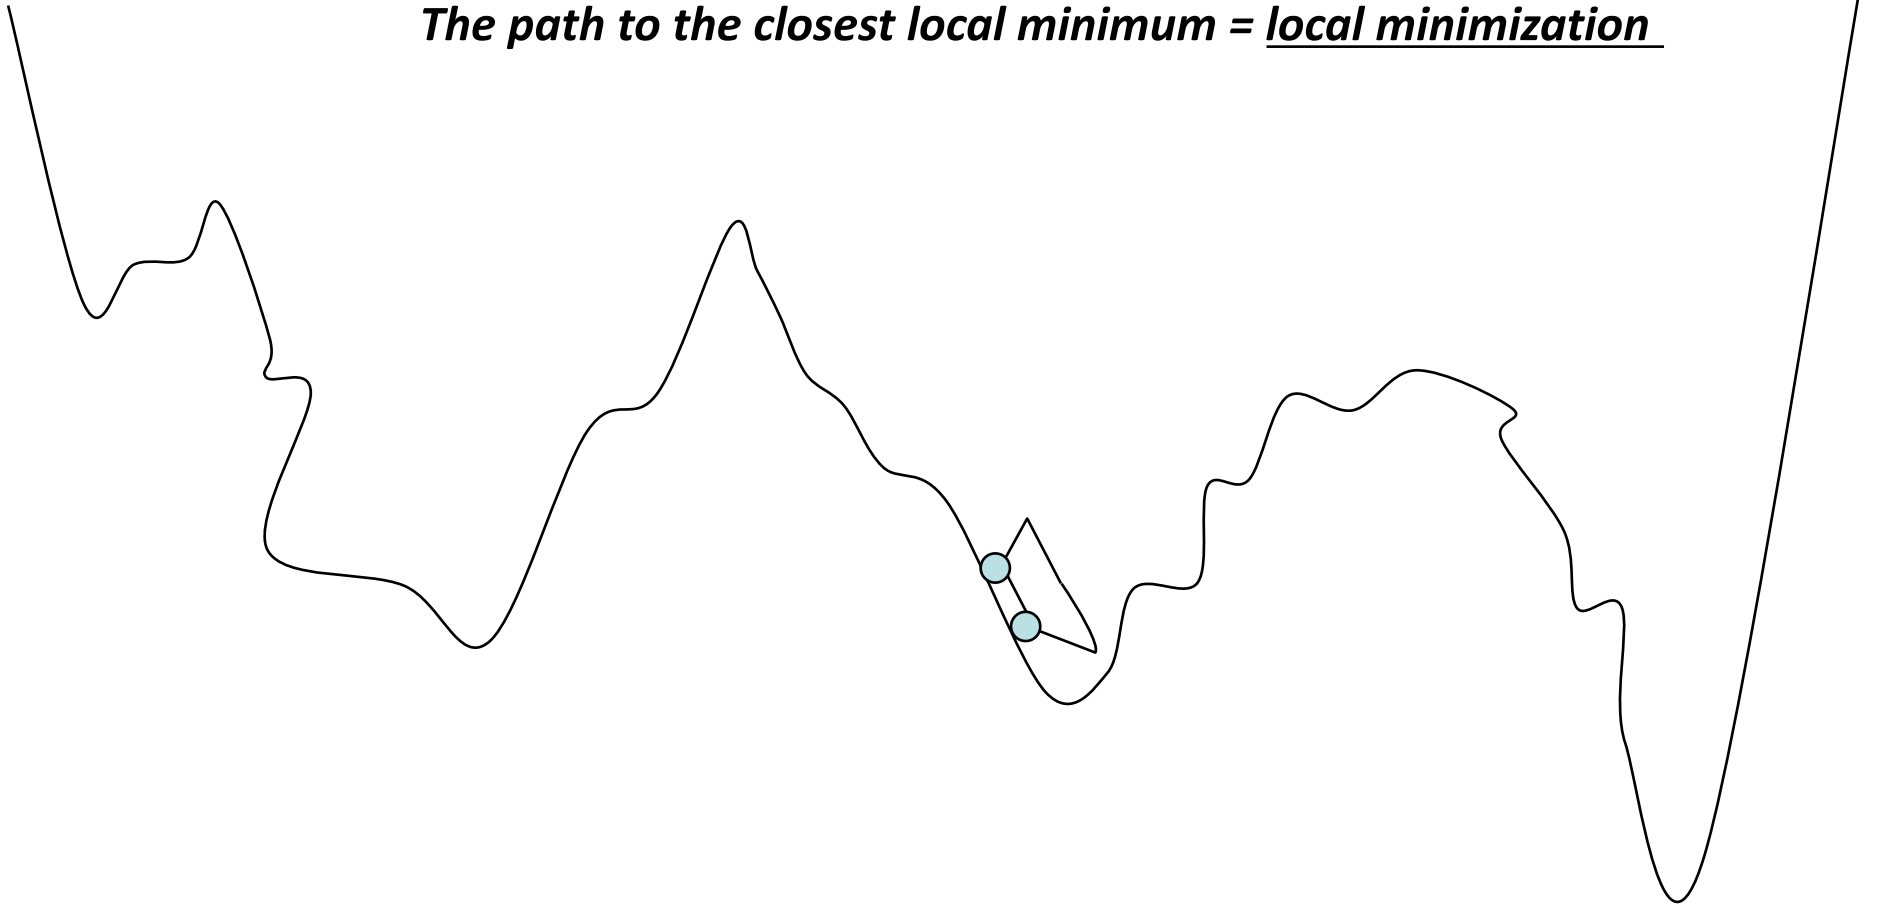 The path to the closest local minimum = local minimization